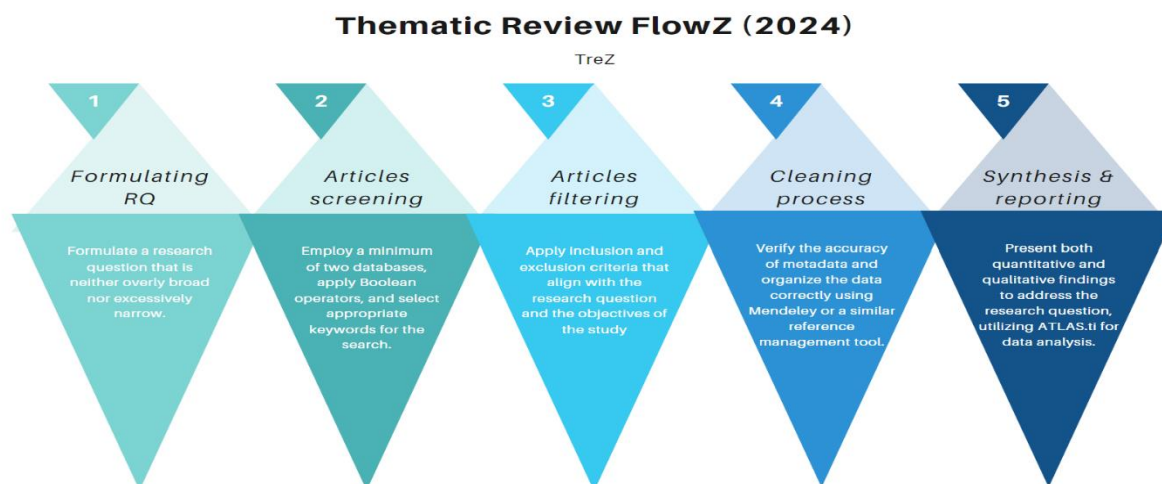 Thematic Review FlowZ (2024)
TreZ
1
Formulating
RQ
Formulate a research
question that is
neither overly broad
nor excessively
narrow.
2
Articles
screening
Employ a minimum
of two databases,
apply Boolean
operators, and select
appropriate
keywords for the
search.
3
Articles
filtering
Apply inclusion and
exclusion criteria that
align with the
research question
and the objectives of
the study
4
Cleaning
process
Verify the accuracy
of metadata and
organize the data
correctly using
Mendeley or a similar
reference
management tool.
5
Synthesis &
reporting
Present both
quantitative and
qualitative findings
to address the
research question,
utilizing ATLAS.ti for
data analysis.